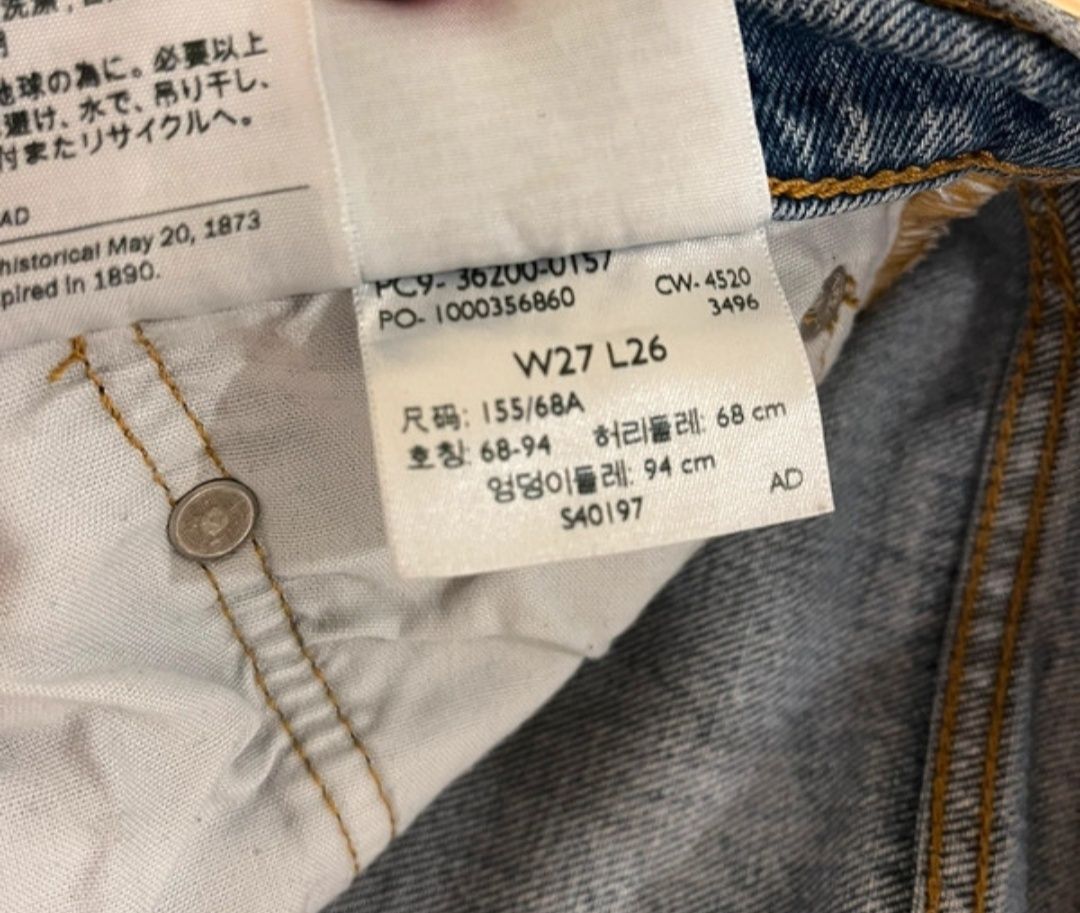 地球の為に。必要以上
避け、水で、吊り干し、
付またリサイクルへ。
AD
historical May 20, 1873
pired in 1890.
PC9- 36200-0157
PO- 1000356860
CW- 4520
3496
W27 L26
尺码: 155/68A
호칭: 68-94 허리둘레: 68 cm
엉덩이둘레: 94 cm
AD
S40197